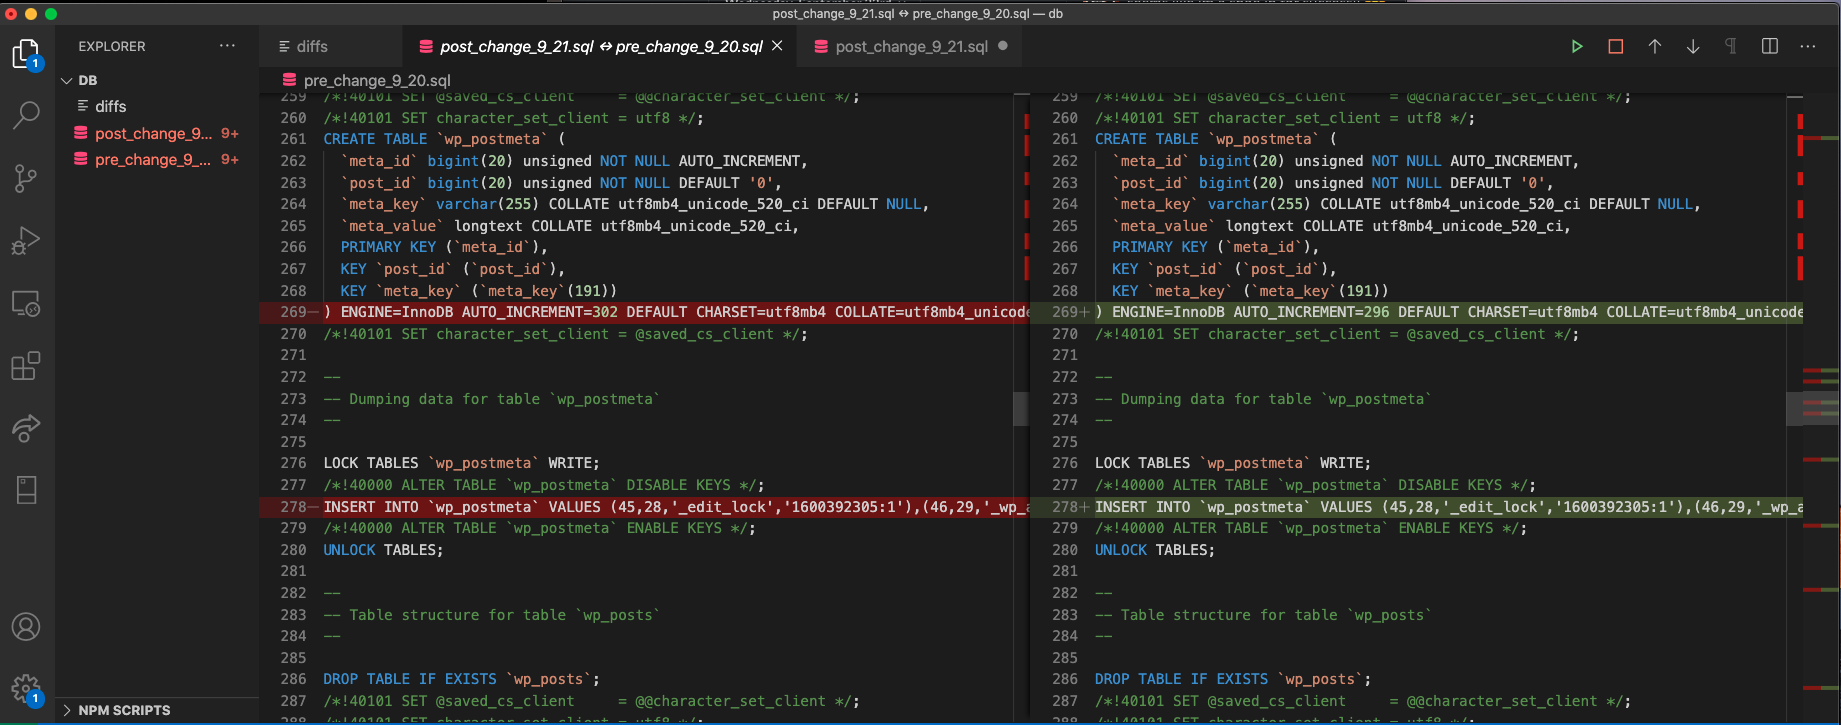 post_change_9_21.sql ↔ pre_change_9_20.sql — db
EXPLORER
DB
diffs
post_change_9... 9+
pre_change_9_... 9+
NPM SCRIPTS
1
1
diffs
post_change_9_21.sql ↔ pre_change_9_20.sql
post_change_9_21.sql
pre_change_9_20.sql
259 /*!40101 SET @saved_cs_client     = @@character_set_client */;
260 /*!40101 SET character_set_client = utf8 */;
261 CREATE TABLE `wp_postmeta` (
262   `meta_id` bigint(20) unsigned NOT NULL AUTO_INCREMENT,
263   `post_id` bigint(20) unsigned NOT NULL DEFAULT '0',
264   `meta_key` varchar(255) COLLATE utf8mb4_unicode_520_ci DEFAULT NULL,
265   `meta_value` longtext COLLATE utf8mb4_unicode_520_ci,
266   PRIMARY KEY (`meta_id`),
267   KEY `post_id` (`post_id`),
268   KEY `meta_key` (`meta_key`(191))
269— ) ENGINE=InnoDB AUTO_INCREMENT=302 DEFAULT CHARSET=utf8mb4 COLLATE=utf8mb4_unicode
270 /*!40101 SET character_set_client = @saved_cs_client */;
271
272 --
273 -- Dumping data for table `wp_postmeta`
274 --
275
276 LOCK TABLES `wp_postmeta` WRITE;
277 /*!40000 ALTER TABLE `wp_postmeta` DISABLE KEYS */;
278— INSERT INTO `wp_postmeta` VALUES (45,28,'_edit_lock','1600392305:1'),(46,29,'_wp_a
279 /*!40000 ALTER TABLE `wp_postmeta` ENABLE KEYS */;
280 UNLOCK TABLES;
281
282 --
283 -- Table structure for table `wp_posts`
284 --
285
286 DROP TABLE IF EXISTS `wp_posts`;
287 /*!40101 SET @saved_cs_client     = @@character_set_client */;
288 /*!40101 SET character_set_client = utf8 */;
259 /*!40101 SET @saved_cs_client     = @@character_set_client */;
260 /*!40101 SET character_set_client = utf8 */;
261 CREATE TABLE `wp_postmeta` (
262   `meta_id` bigint(20) unsigned NOT NULL AUTO_INCREMENT,
263   `post_id` bigint(20) unsigned NOT NULL DEFAULT '0',
264   `meta_key` varchar(255) COLLATE utf8mb4_unicode_520_ci DEFAULT NULL,
265   `meta_value` longtext COLLATE utf8mb4_unicode_520_ci,
266   PRIMARY KEY (`meta_id`),
267   KEY `post_id` (`post_id`),
268   KEY `meta_key` (`meta_key`(191))
269+ ) ENGINE=InnoDB AUTO_INCREMENT=296 DEFAULT CHARSET=utf8mb4 COLLATE=utf8mb4_unicode
270 /*!40101 SET character_set_client = @saved_cs_client */;
271
272 --
273 -- Dumping data for table `wp_postmeta`
274 --
275
276 LOCK TABLES `wp_postmeta` WRITE;
277 /*!40000 ALTER TABLE `wp_postmeta` DISABLE KEYS */;
278+ INSERT INTO `wp_postmeta` VALUES (45,28,'_edit_lock','1600392305:1'),(46,29,'_wp_a
279 /*!40000 ALTER TABLE `wp_postmeta` ENABLE KEYS */;
280 UNLOCK TABLES;
281
282 --
283 -- Table structure for table `wp_posts`
284 --
285
286 DROP TABLE IF EXISTS `wp_posts`;
287 /*!40101 SET @saved_cs_client     = @@character_set_client */;
288 /*!40101 SET character_set_client = utf8 */;